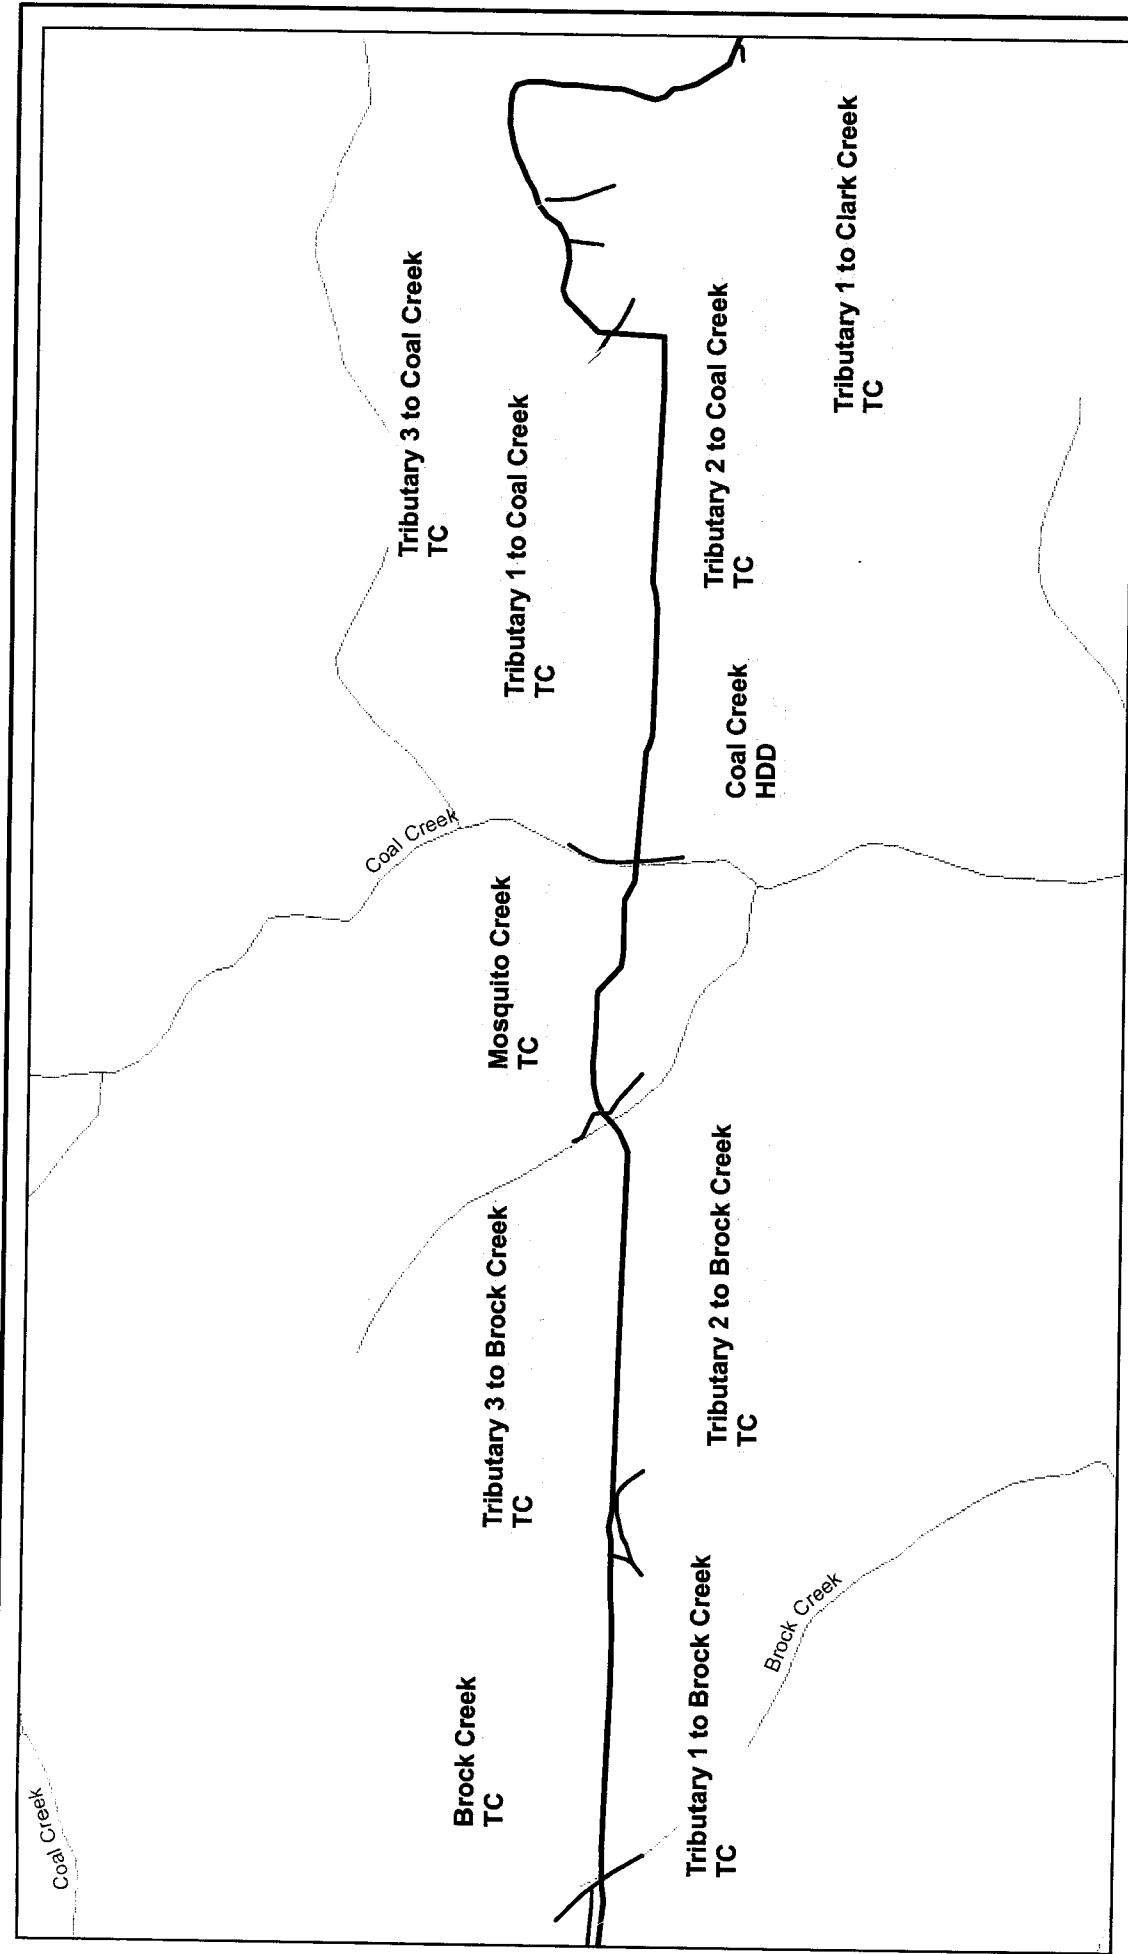 Coal Creek
Coal Creek
Tributary 3 to Coal Creek
TC
Brock Creek
TC
Tributary 3 to Brock Creek
TC
Mosquito Creek
TC
Tributary 1 to Coal Creek
TC
Tributary 1 to Brock Creek
TC
Tributary 2 to Brock Creek
TC
Coal Creek
HDD
Tributary 2 to Coal Creek
TC
Brock Creek
Tributary 1 to Clark Creek
TC